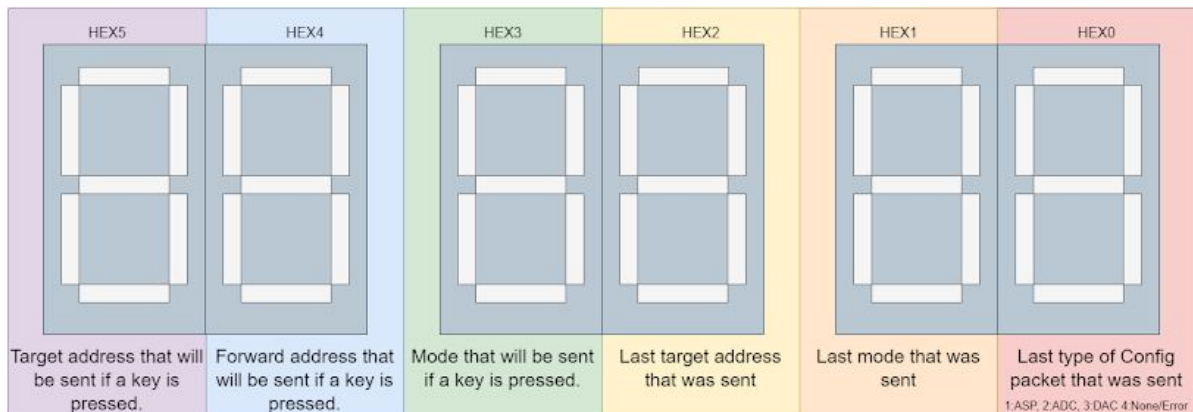 HEX5
HEX4
HEX3
HEX2
HEX1
HEX0
Target address that will
be sent if a key is
pressed.
Forward address that
will be sent if a key is
pressed.
Mode that will be sent
if a key is pressed.
Last target address
that was sent
Last mode that was
sent
Last type of Config
packet that was sent
1:ASP, 2:ADC, 3:DAC 4:None/Error